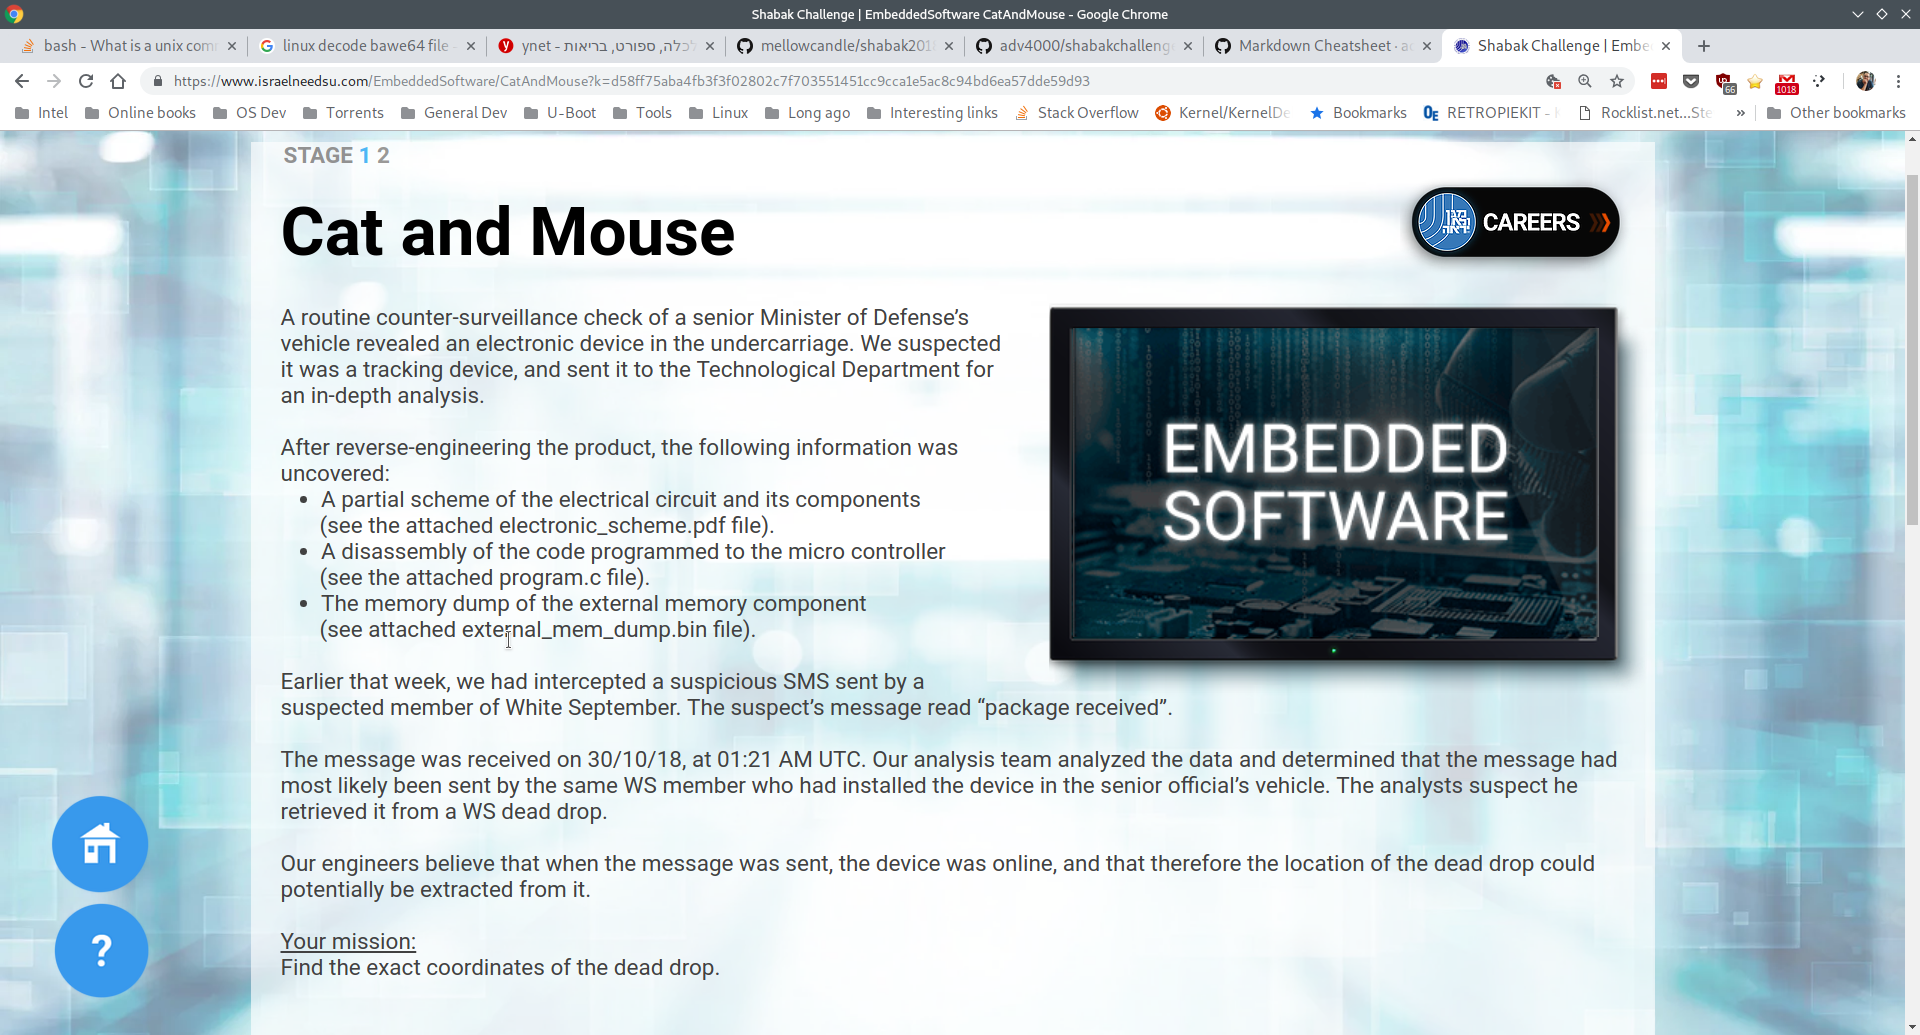 Shabak Challenge | EmbeddedSoftware CatAndMouse - Google Chrome
bash - What is a unix com
linux decode bawe64 file
ynet - לכלה, ספורט, בריאות
mellowcandle/shabak201
adv4000/shabakchalleng
Markdown Cheatsheet
Shabak Challenge | Embe
https://www.israelneedsu.com/EmbeddedSoftware/CatAndMouse?k=d58ff75aba4fb3f3f02802c7f703551451cc9cca1e5ac8c94bd6ea57dde59d93
66
1018
Intel
Online books
OS Dev
Torrents
General Dev
U-Boot
Tools
Linux
Long ago
Interesting links
Stack Overflow
Kernel/KernelDe
Bookmarks
OE RETROPIEKIT -
Rocklist.net...Ste
»
Other bookmarks
STAGE 1 2
Cat and Mouse
CAREERS
A routine counter-surveillance check of a senior Minister of Defense’s
vehicle revealed an electronic device in the undercarriage. We suspected
it was a tracking device, and sent it to the Technological Department for
an in-depth analysis.
After reverse-engineering the product, the following information was
uncovered:
• A partial scheme of the electrical circuit and its components
(see the attached electronic_scheme.pdf file).
• A disassembly of the code programmed to the micro controller
(see the attached program.c file).
• The memory dump of the external memory component
(see attached external_mem_dump.bin file).
EMBEDDED
SOFTWARE
Earlier that week, we had intercepted a suspicious SMS sent by a
suspected member of White September. The suspect’s message read “package received”.
The message was received on 30/10/18, at 01:21 AM UTC. Our analysis team analyzed the data and determined that the message had
most likely been sent by the same WS member who had installed the device in the senior official’s vehicle. The analysts suspect he
retrieved it from a WS dead drop.
Our engineers believe that when the message was sent, the device was online, and that therefore the location of the dead drop could
potentially be extracted from it.
Your mission:
Find the exact coordinates of the dead drop.
?